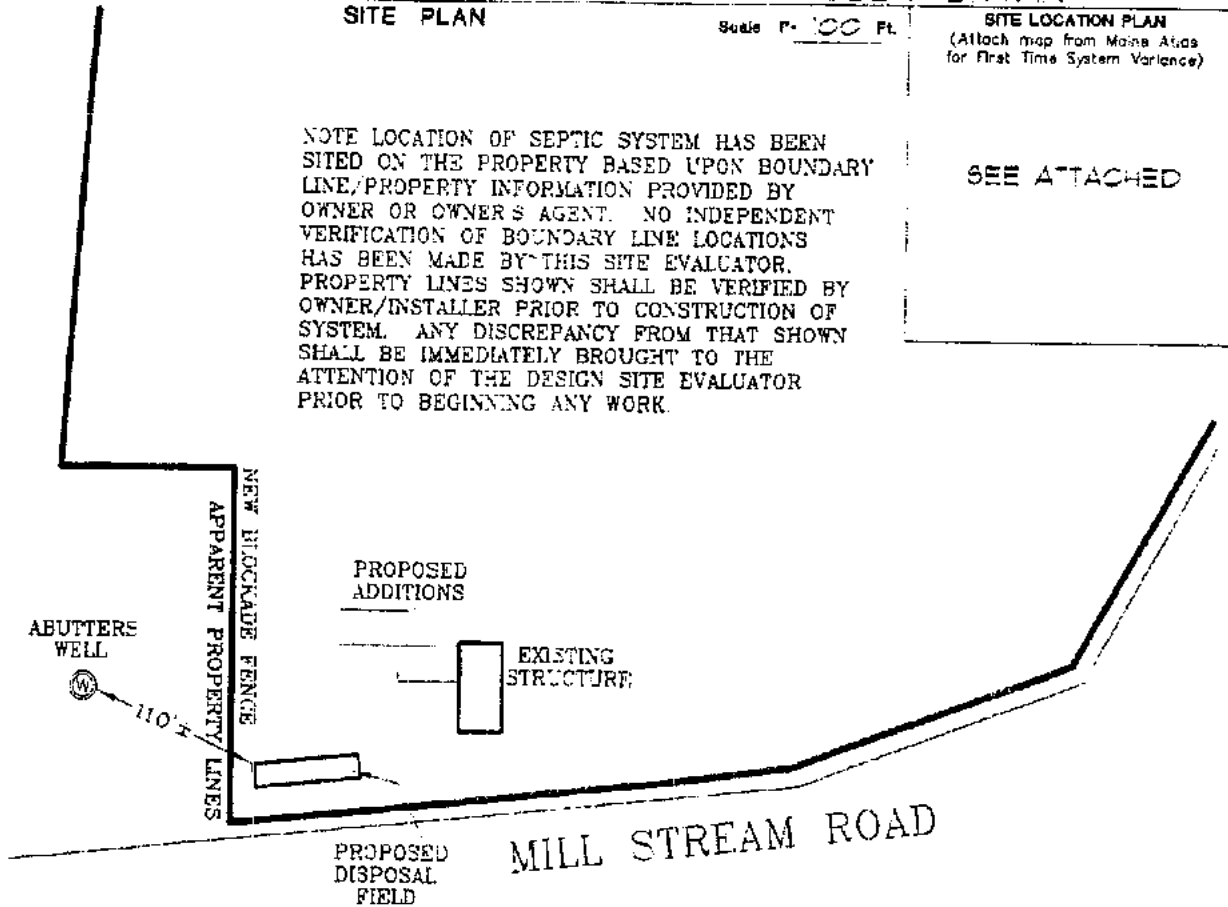 SITE PLAN
Scale 1"= 100 Ft.
SITE LOCATION PLAN
(Attach map from Maine Atlas
for First Time System Variance)
SEE ATTACHED
NOTE LOCATION OF SEPTIC SYSTEM HAS BEEN
SITED ON THE PROPERTY BASED UPON BOUNDARY
LINE/PROPERTY INFORMATION PROVIDED BY
OWNER OR OWNERS AGENT. NO INDEPENDENT
VERIFICATION OF BOUNDARY LINE LOCATIONS
HAS BEEN MADE BY THIS SITE EVALUATOR.
PROPERTY LINES SHOWN SHALL BE VERIFIED BY
OWNER/INSTALLER PRIOR TO CONSTRUCTION OF
SYSTEM. ANY DISCREPANCY FROM THAT SHOWN
SHALL BE IMMEDIATELY BROUGHT TO THE
ATTENTION OF THE DESIGN SITE EVALUATOR
PRIOR TO BEGINNING ANY WORK.
NEW BLOCKADE FENCE
APPARENT PROPERTY LINES
PROPOSED
ADDITIONS
ABUTTERS
WELL
W
110'±
EXISTING
STRUCTURE
MILL STREAM ROAD
PROPOSED
DISPOSAL
FIELD